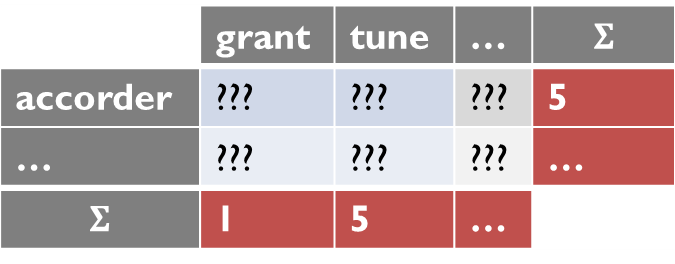 grant tune … Σ
accorder ??? ??? ??? 5
… ??? ??? ??? …
Σ 1 5 …